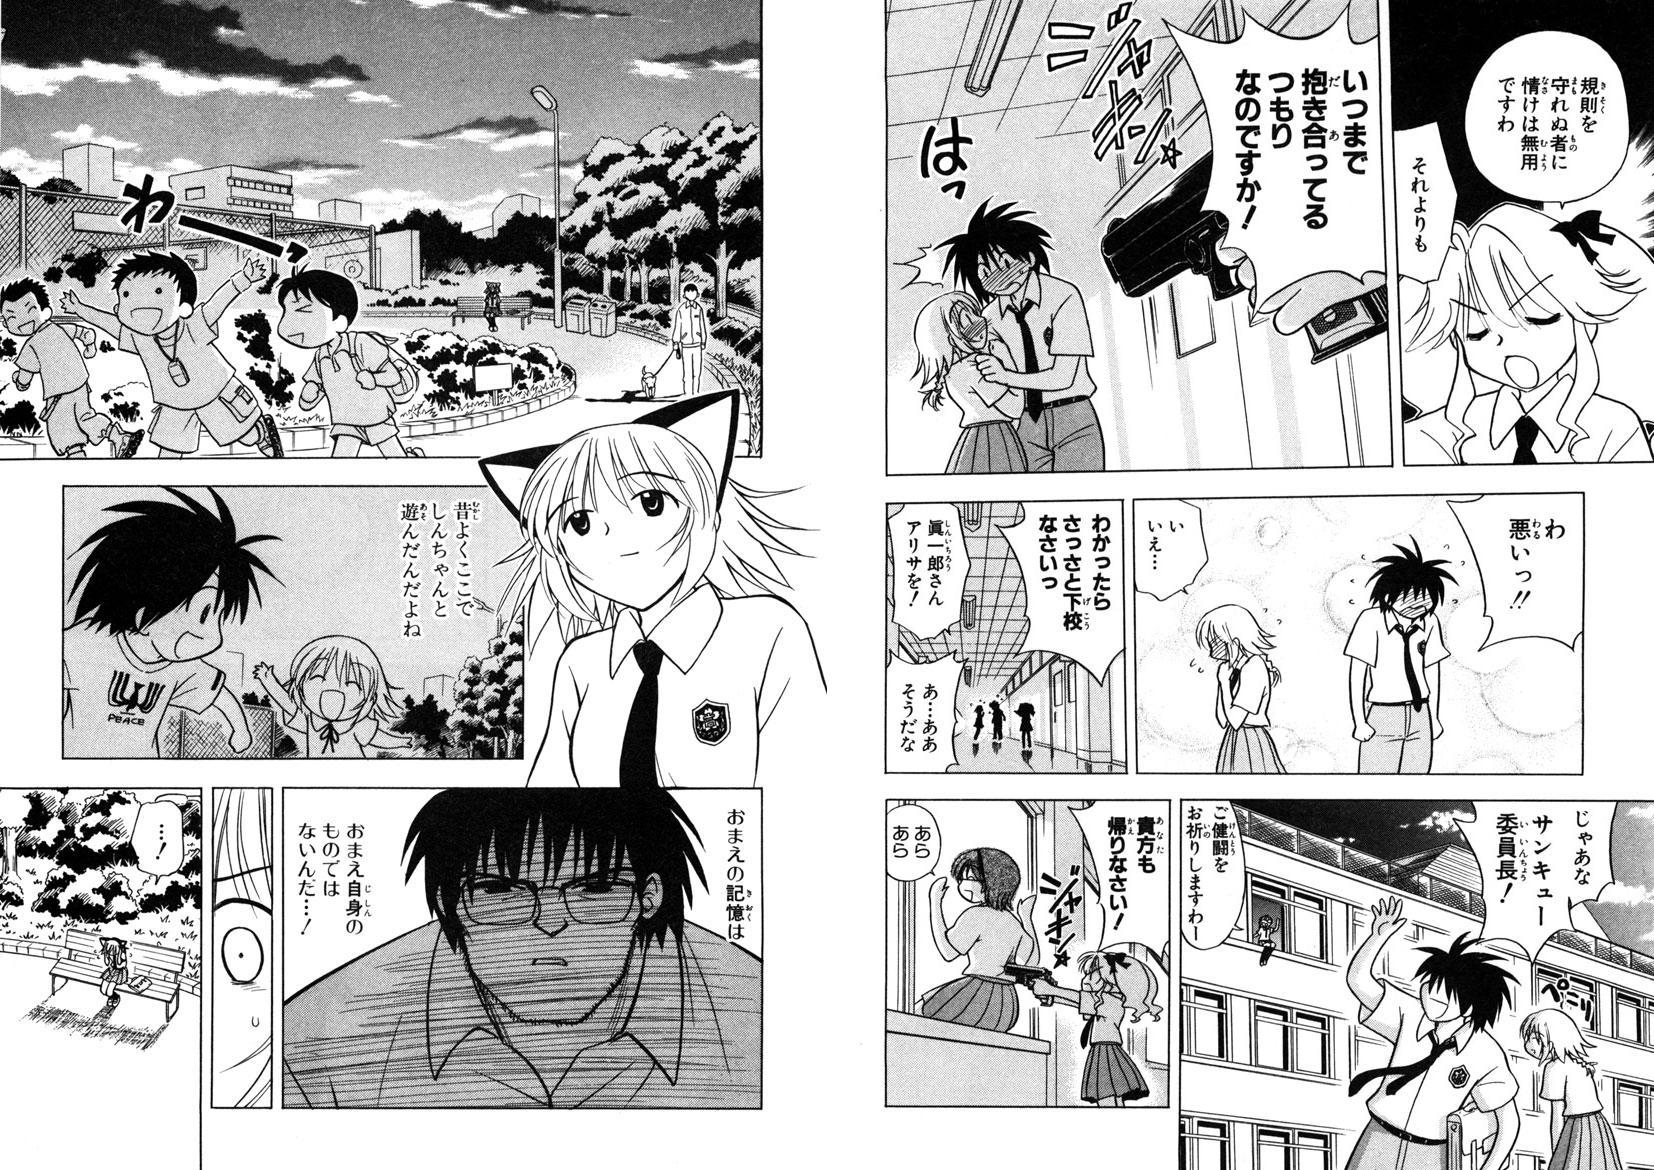 規則を
守れぬ者に
情けは無用
ですわ
それよりも
いつまで
抱き合ってる
つもり
なのですか!
ジャキジャキン☆
はっ
わ
悪いっ!!
い
いえ…
わかったら
さっさと下校
なさいっ
眞一郎さん
アリサを!
あ…ああ
そうだな
じゃあな
サンキュー
委員長!
ご健闘を
お祈りしますわー
ぺこり
貴方も
帰りなさい!
ジャキン☆
あら
あら
わーっ
昔よくここで
しんちゃんと
遊んだんだよね
PEACE
おまえの記憶は
おまえ自身の
ものでは
ないんだ…!
…!